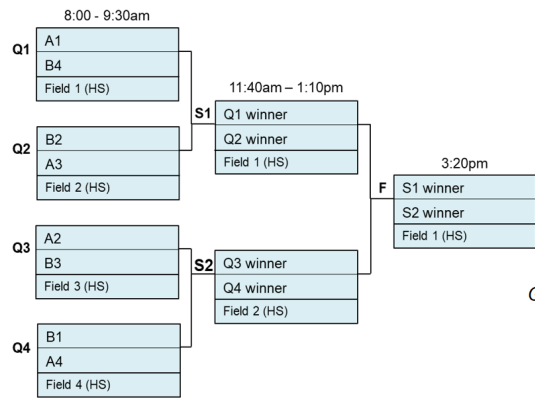 8:00 - 9:30am
Q1
A1
B4
Field 1 (HS)
Q2
B2
A3
Field 2 (HS)
Q3
A2
B3
Field 3 (HS)
Q4
B1
A4
Field 4 (HS)
11:40am – 1:10pm
S1
Q1 winner
Q2 winner
Field 1 (HS)
S2
Q3 winner
Q4 winner
Field 2 (HS)
3:20pm
F
S1 winner
S2 winner
Field 1 (HS)